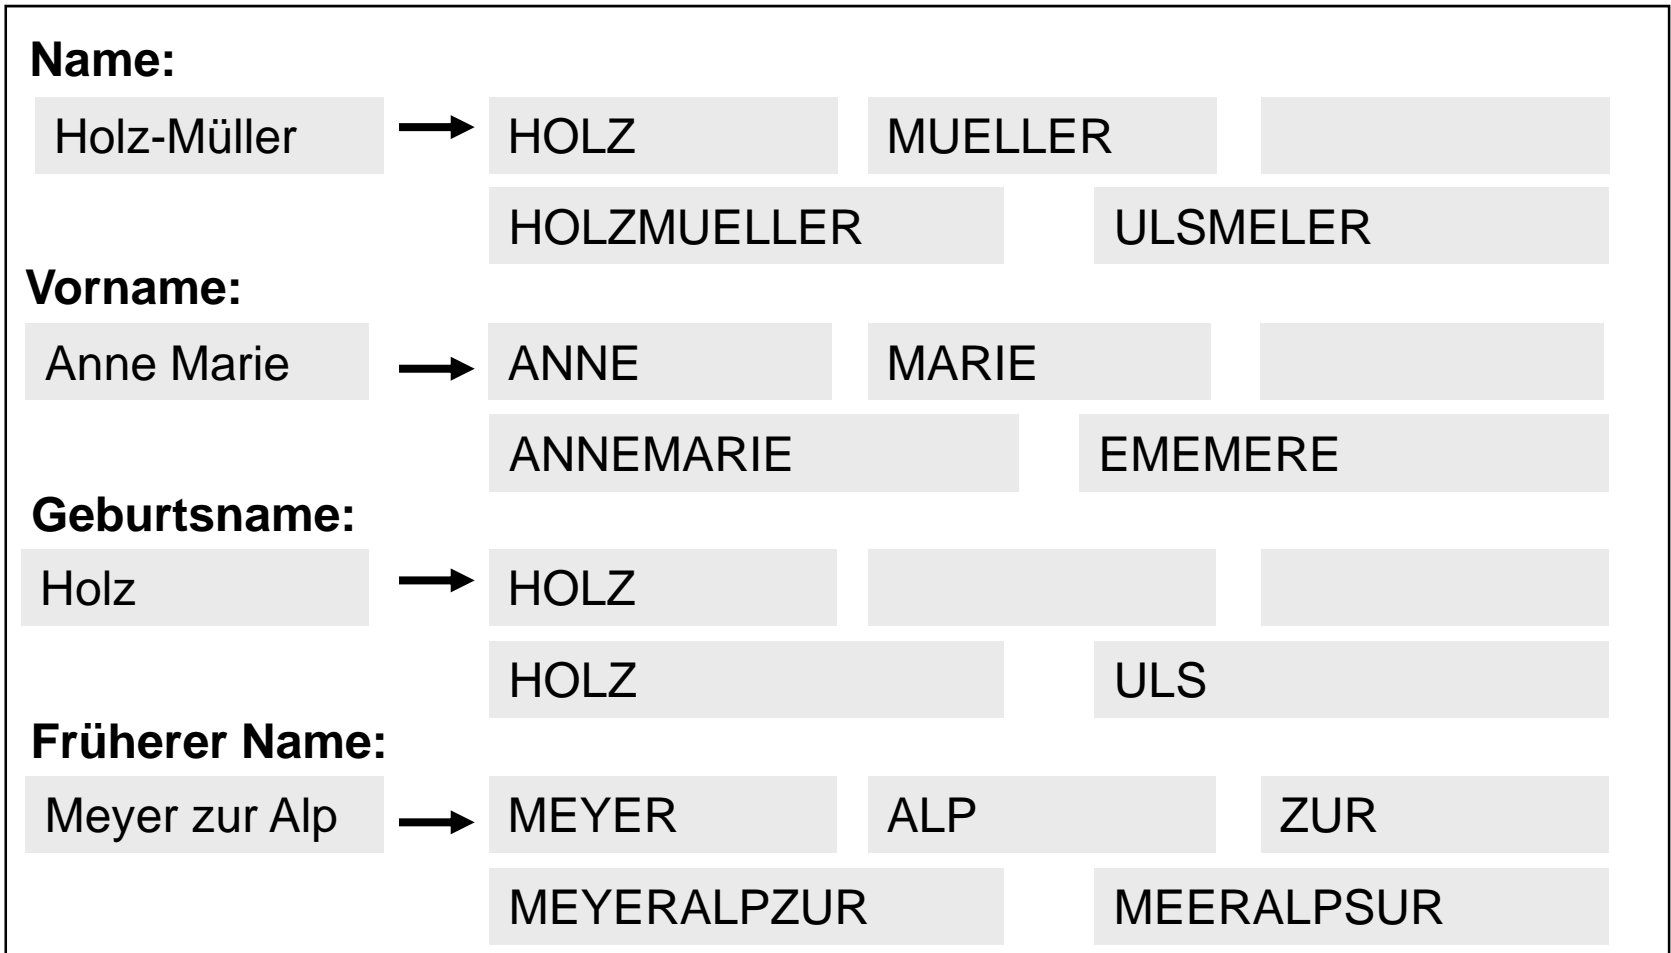 Name:
Holz-Müller HOLZ MUELLER
HOLZMUELLER ULSMELER
Vorname:
Anne Marie ANNE MARIE
ANNEMARIE EMEMERE
Geburtsname:
Holz HOLZ
HOLZ ULS
Früherer Name:
Meyer zur Alp MEYER ALP ZUR
MEYERALPZUR MEERALPSUR